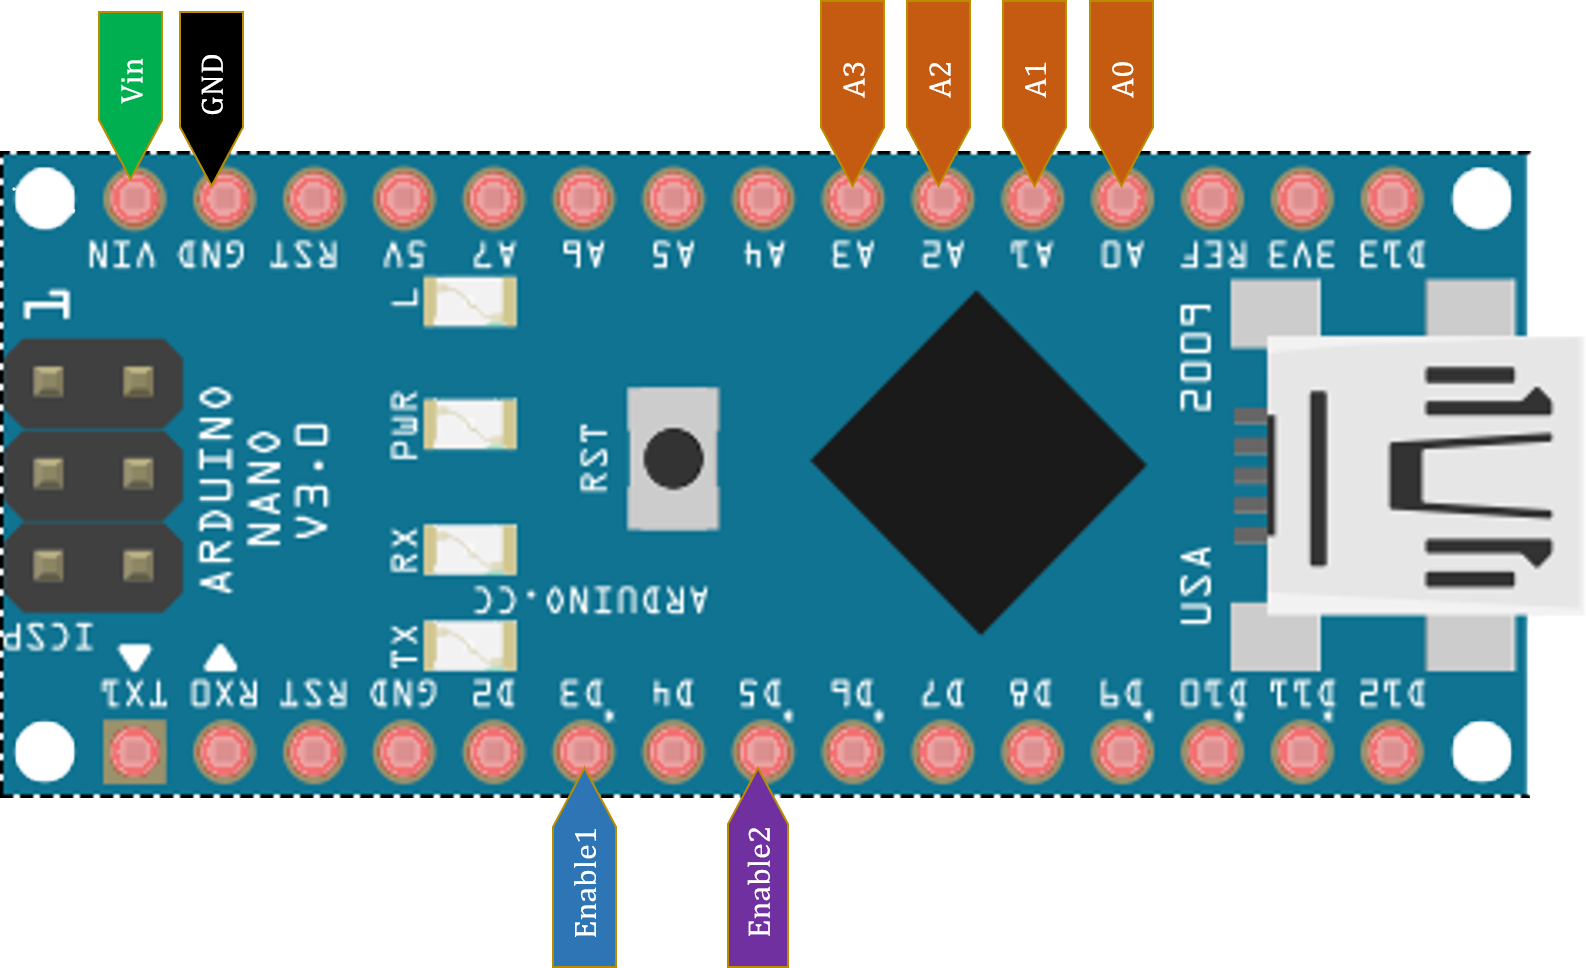 Vin
GND
A3
A2
A1
A0
VIN GND RST 5V A7 A6 A5 A4 A3 A2 A1 A0 REF 3V3 D13
1
L
PWR
RX
TX
RST
ARDUINO
NANO
V3.0
ICSP
ARDUINO.CC
2009
USA
TX1 RX0 RST GND D2 D3 D4 D5 D6 D7 D8 D9 D10 D11 D12
Enable1
Enable2